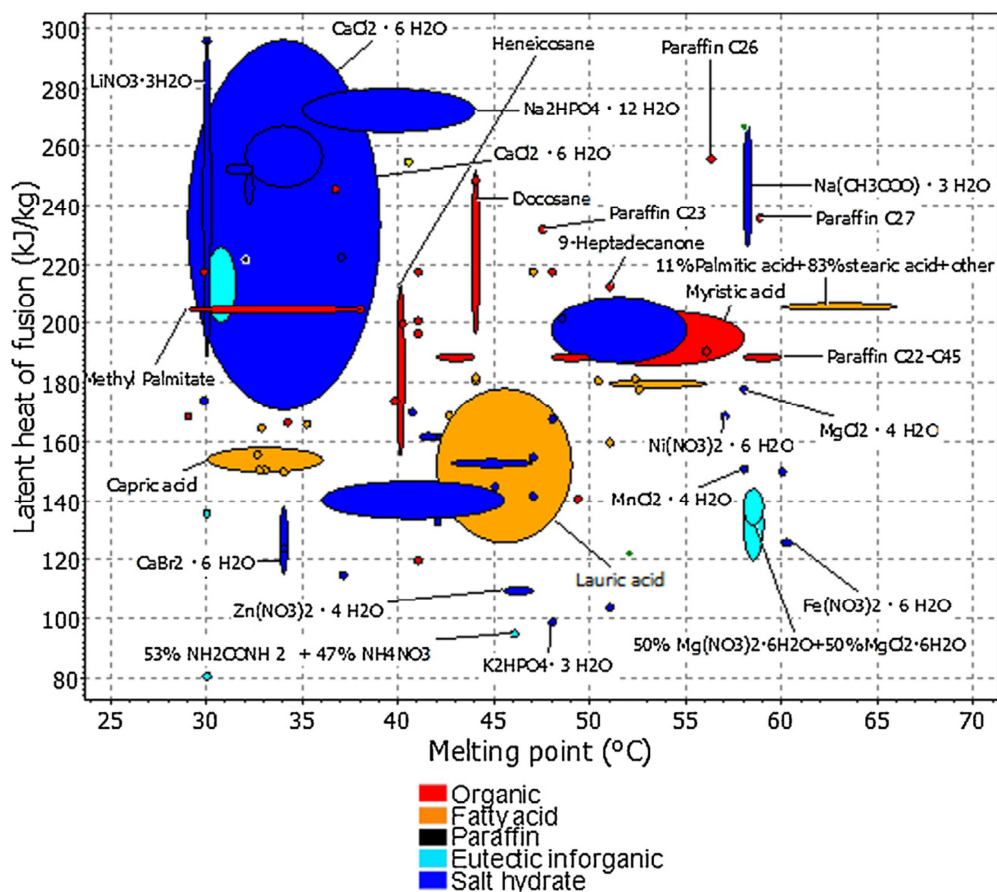 300
280
260
240
220
200
180
160
140
120
100
80
Latent heat of fusion (kJ/kg)
CaCl2 · 6 H2O
Heneicosane
Paraffin C26
LiNO3·3H2O
Na2HPO4 · 12 H2O
CaCl2 · 6 H2O
Docosane
Na(CH3COO) · 3 H2O
Paraffin C23
Paraffin C27
9-Heptadecanone
11%Palmitic acid+83%stearic acid+other
Myristic acid
Methyl Palmitate
Paraffin C22-C45
Ni(NO3)2 · 6 H2O
MgCl2 · 4 H2O
Capric acid
MnCl2 · 4 H2O
CaBr2 · 6 H2O
Lauric acid
Zn(NO3)2 · 4 H2O
Fe(NO3)2 · 6 H2O
53% NH2CONH 2 + 47% NH4NO3
K2HPO4· 3 H2O
50% Mg(NO3)2·6H2O+50%MgCl2·6H2O
25 30 35 40 45 50 55 60 65 70
Melting point (ºC)
Organic
Fatty acid
Paraffin
Eutectic inforganic
Salt hydrate